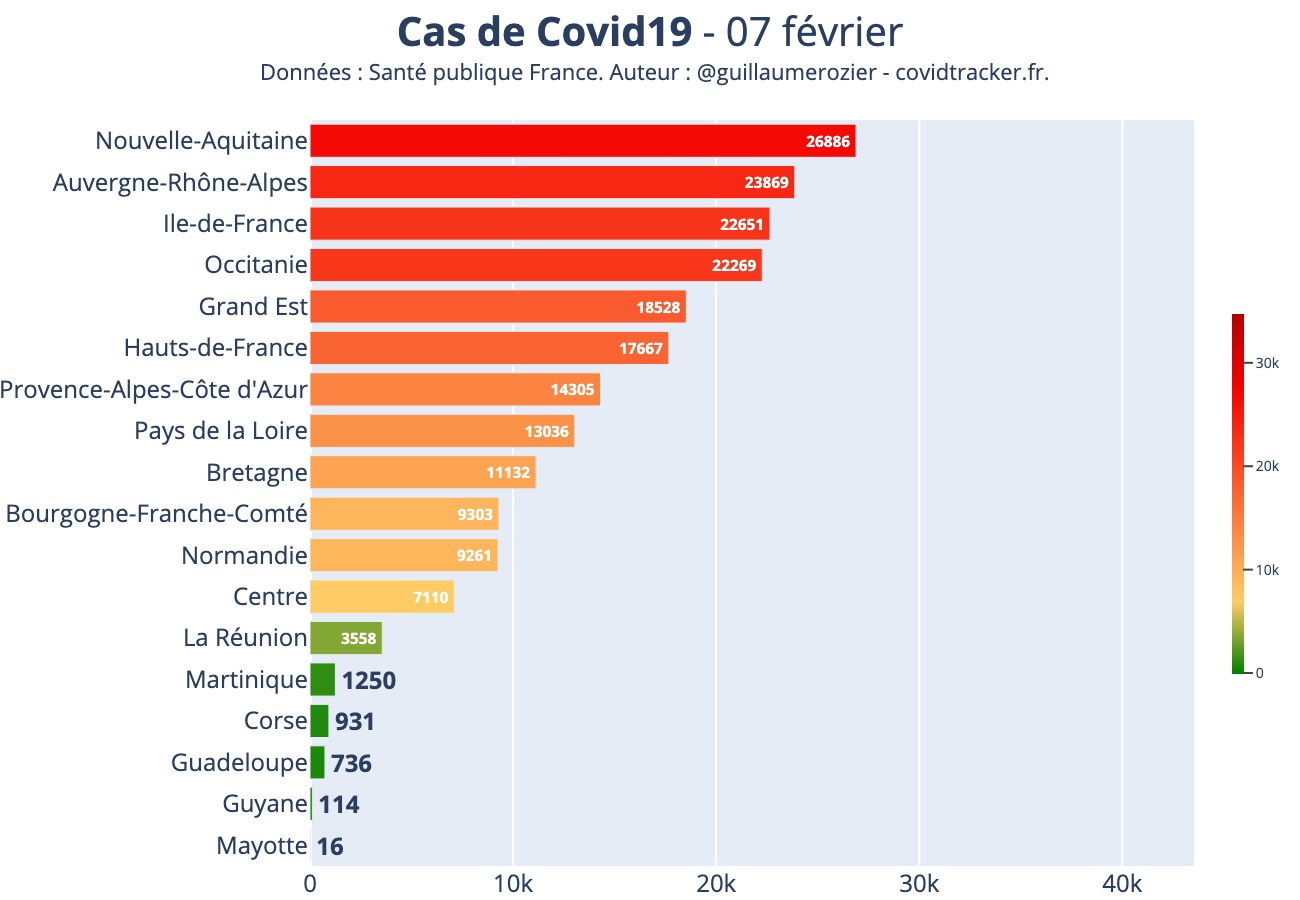 Cas de Covid19 - 07 février
Données : Santé publique France. Auteur : @guillaumerozier - covidtracker.fr.
Nouvelle-Aquitaine 26886
Auvergne-Rhône-Alpes 23869
Ile-de-France 22651
Occitanie 22269
Grand Est 18528
Hauts-de-France 17667
Provence-Alpes-Côte d'Azur 14305
Pays de la Loire 13036
Bretagne 11132
Bourgogne-Franche-Comté 9303
Normandie 9261
Centre 7110
La Réunion 3558
Martinique 1250
Corse 931
Guadeloupe 736
Guyane 114
Mayotte 16
0 10k 20k 30k 40k
30k
20k
10k
0